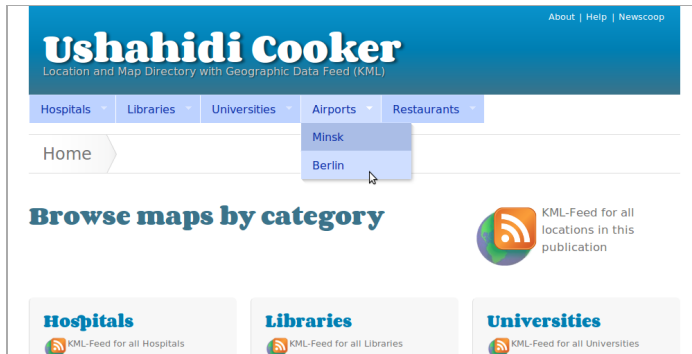 About | Help | Newscoop
Ushahidi Cooker
Location and Map Directory with Geographic Data Feed (KML)
Hospitals Libraries Universities Airports Restaurants
Minsk
Berlin
Home
Browse maps by category
KML-Feed for all
locations in this
publication
Hospitals Libraries Universities
KML-Feed for all Hospitals KML-Feed for all Libraries KML-Feed for all Universities